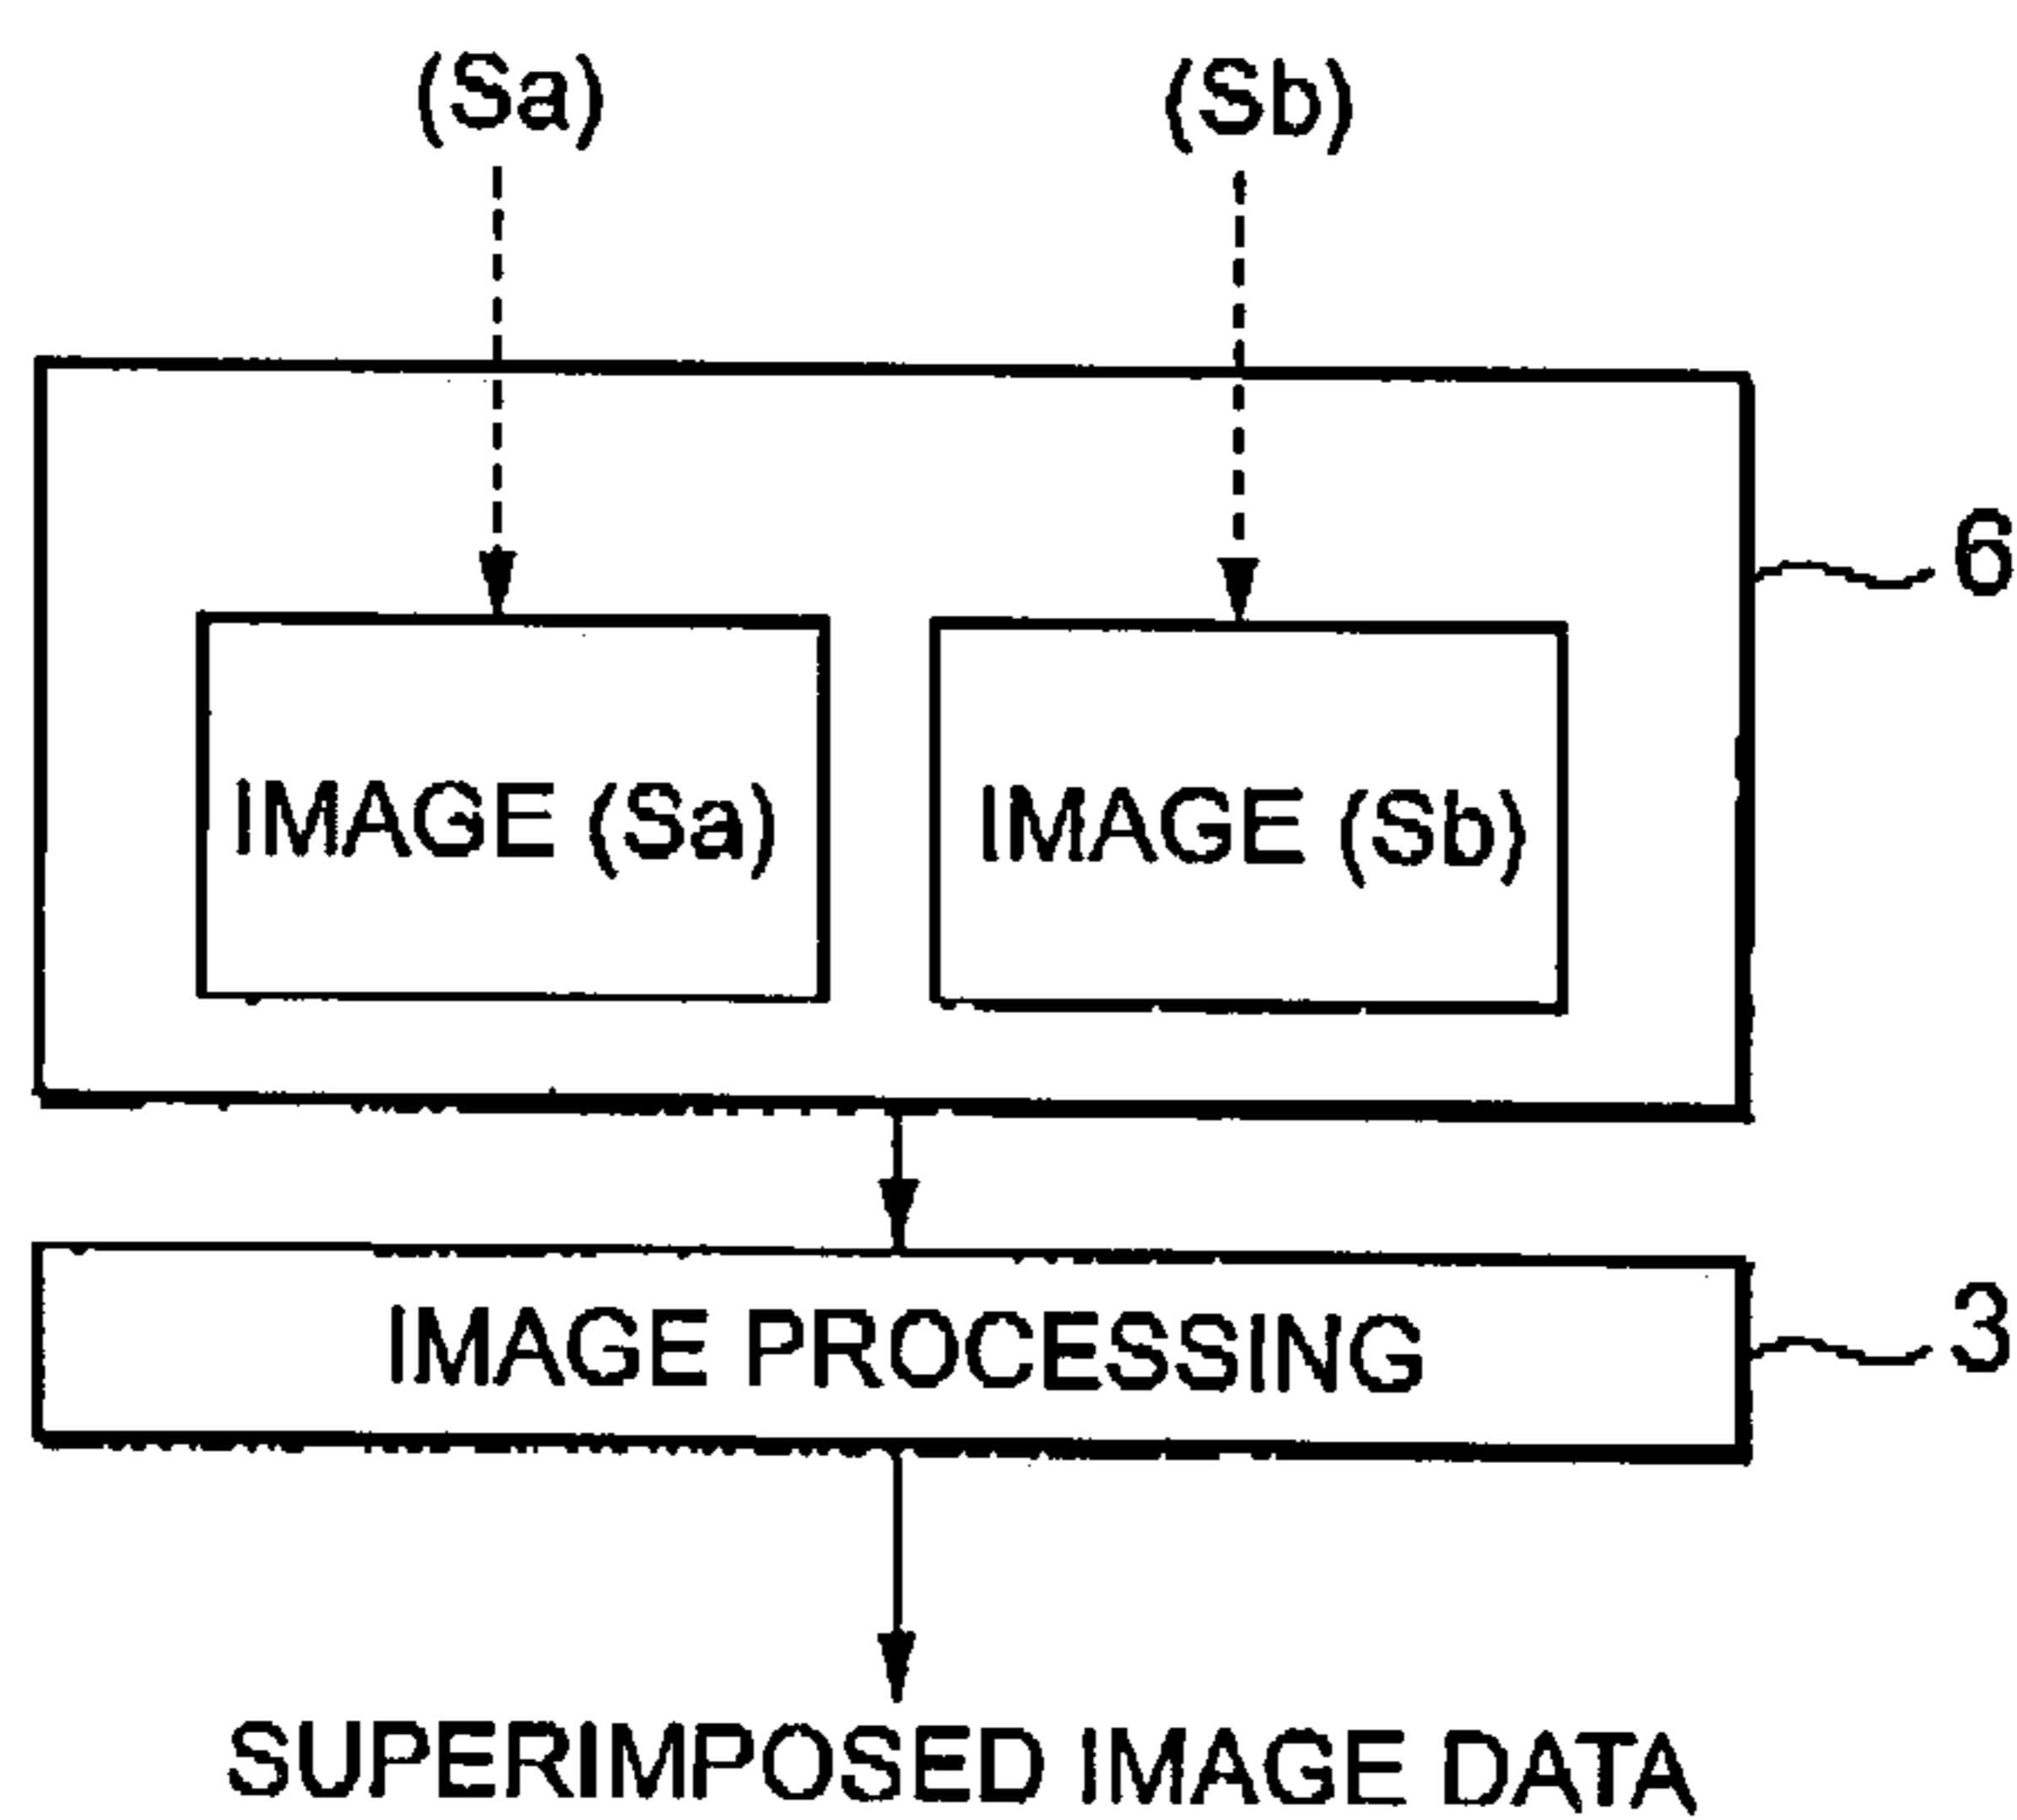 (Sa) (Sb)
6
IMAGE (Sa) IMAGE (Sb)
IMAGE PROCESSING 3
SUPERIMPOSED IMAGE DATA